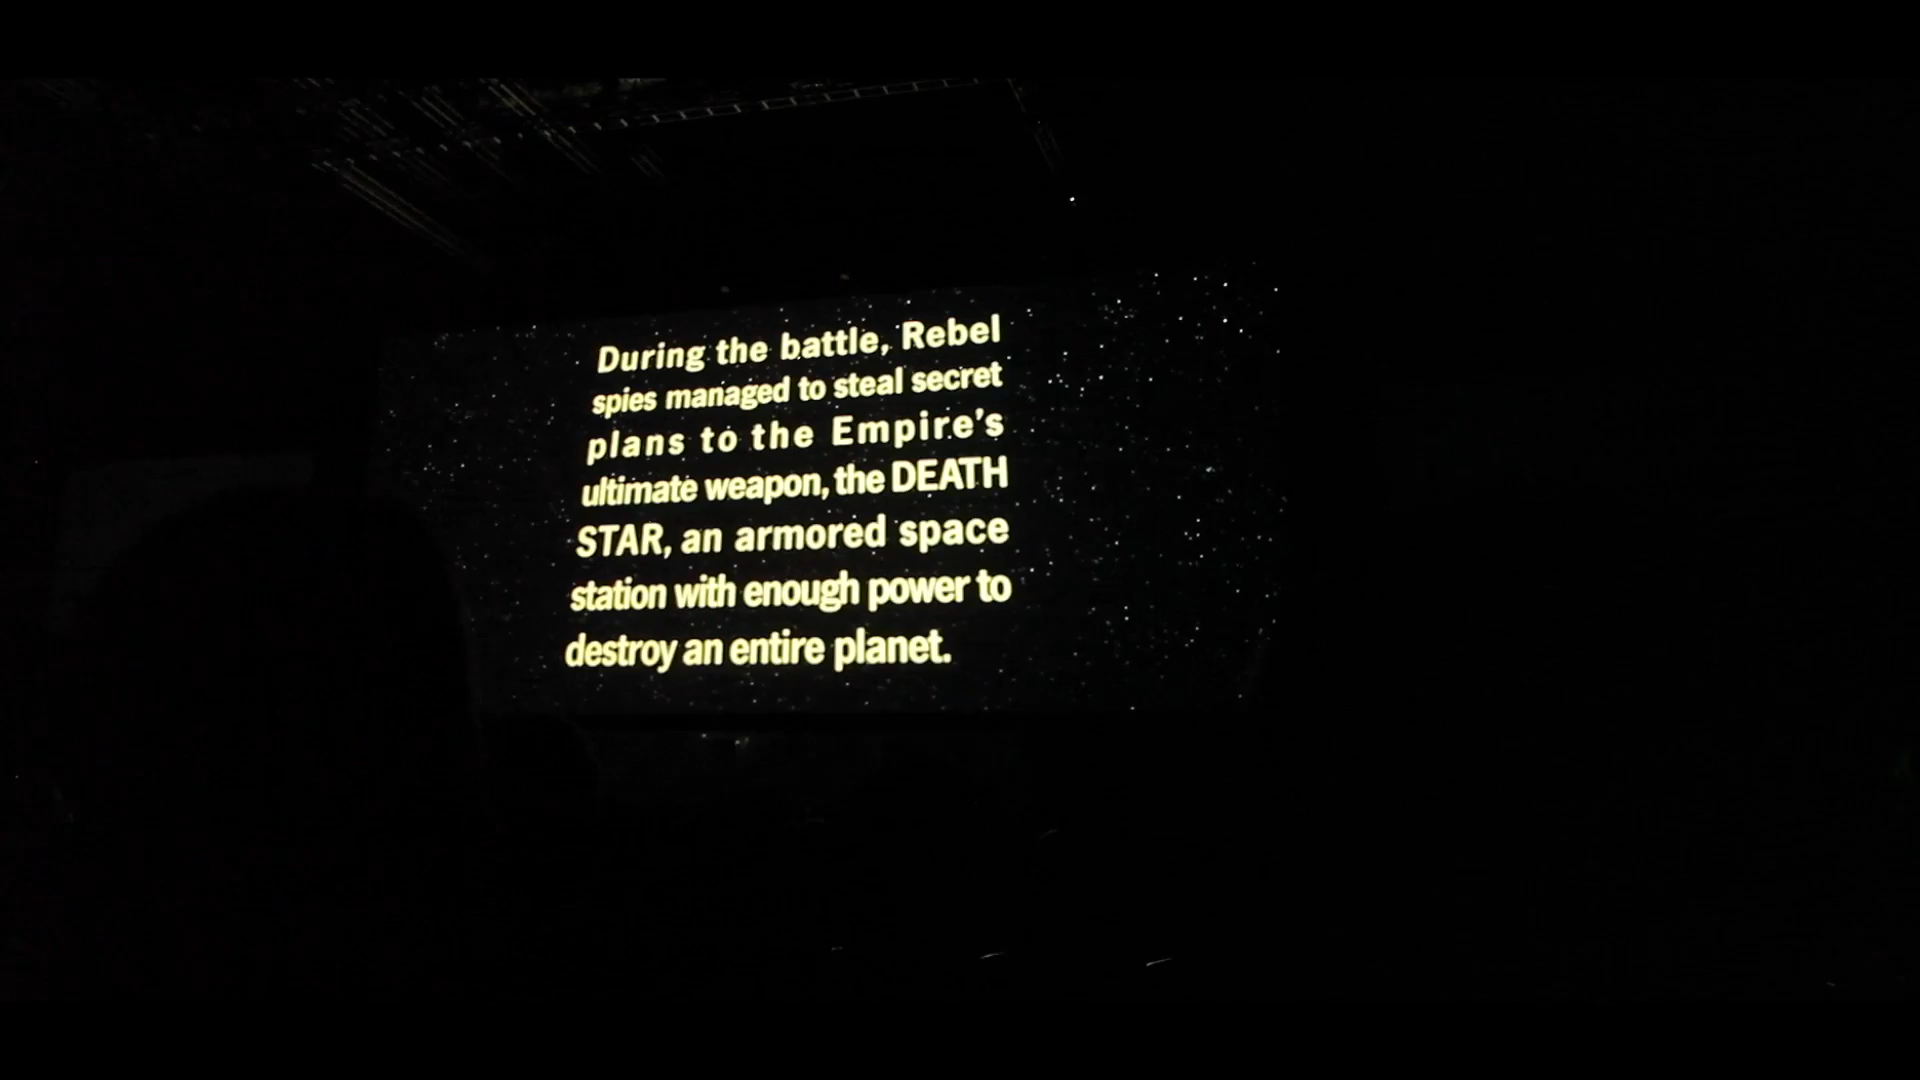 During the battle, Rebel
spies managed to steal secret
plans to the Empire's
ultimate weapon, the DEATH
STAR, an armored space
station with enough power to
destroy an entire planet.